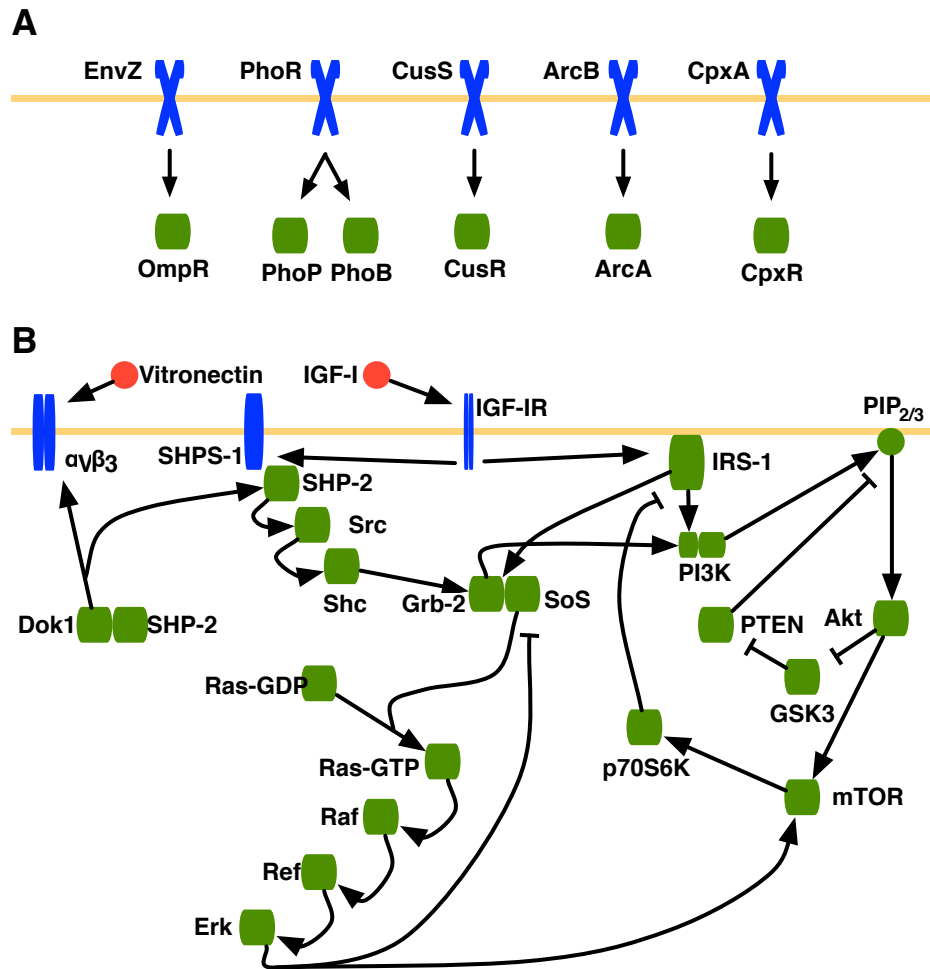 A
EnvZ PhoR CusS ArcB CpxA
OmpR PhoP PhoB CusR ArcA CpxR
B
Vitronectin IGF-I IGF-IR PIP2/3
αVβ3 SHPS-1 IRS-1
SHP-2
Src
PI3K
Shc Grb-2 SoS
Dok1 SHP-2 PTEN Akt
Ras-GDP GSK3
Ras-GTP p70S6K
Raf mTOR
Ref
Erk